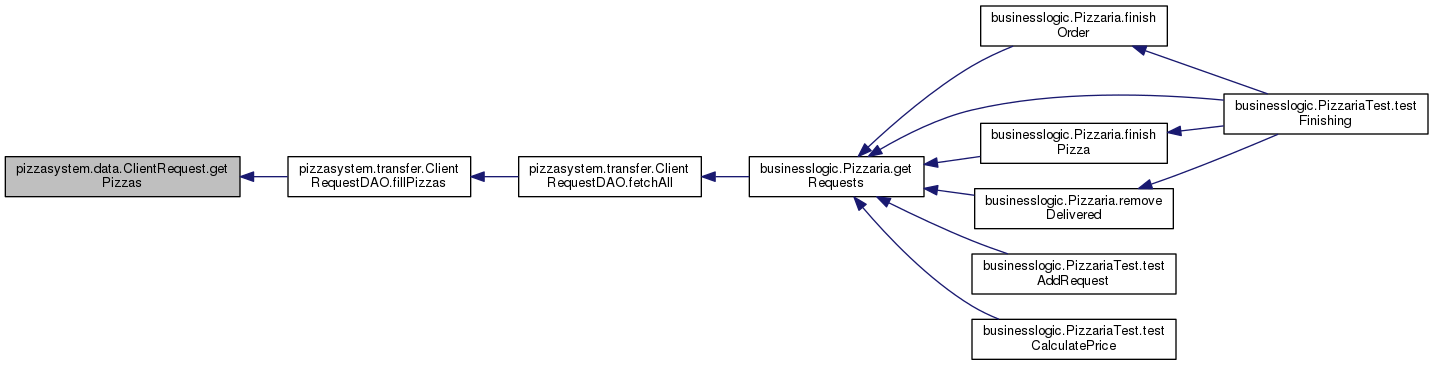 businesslogic.Pizzaria.finish
Order
businesslogic.PizzariaTest.test
Finishing
businesslogic.Pizzaria.finish
Pizza
pizzasystem.data.ClientRequest.get
Pizzas
pizzasystem.transfer.Client
RequestDAO.fillPizzas
pizzasystem.transfer.Client
RequestDAO.fetchAll
businesslogic.Pizzaria.get
Requests
businesslogic.Pizzaria.remove
Delivered
businesslogic.PizzariaTest.test
AddRequest
businesslogic.PizzariaTest.test
CalculatePrice